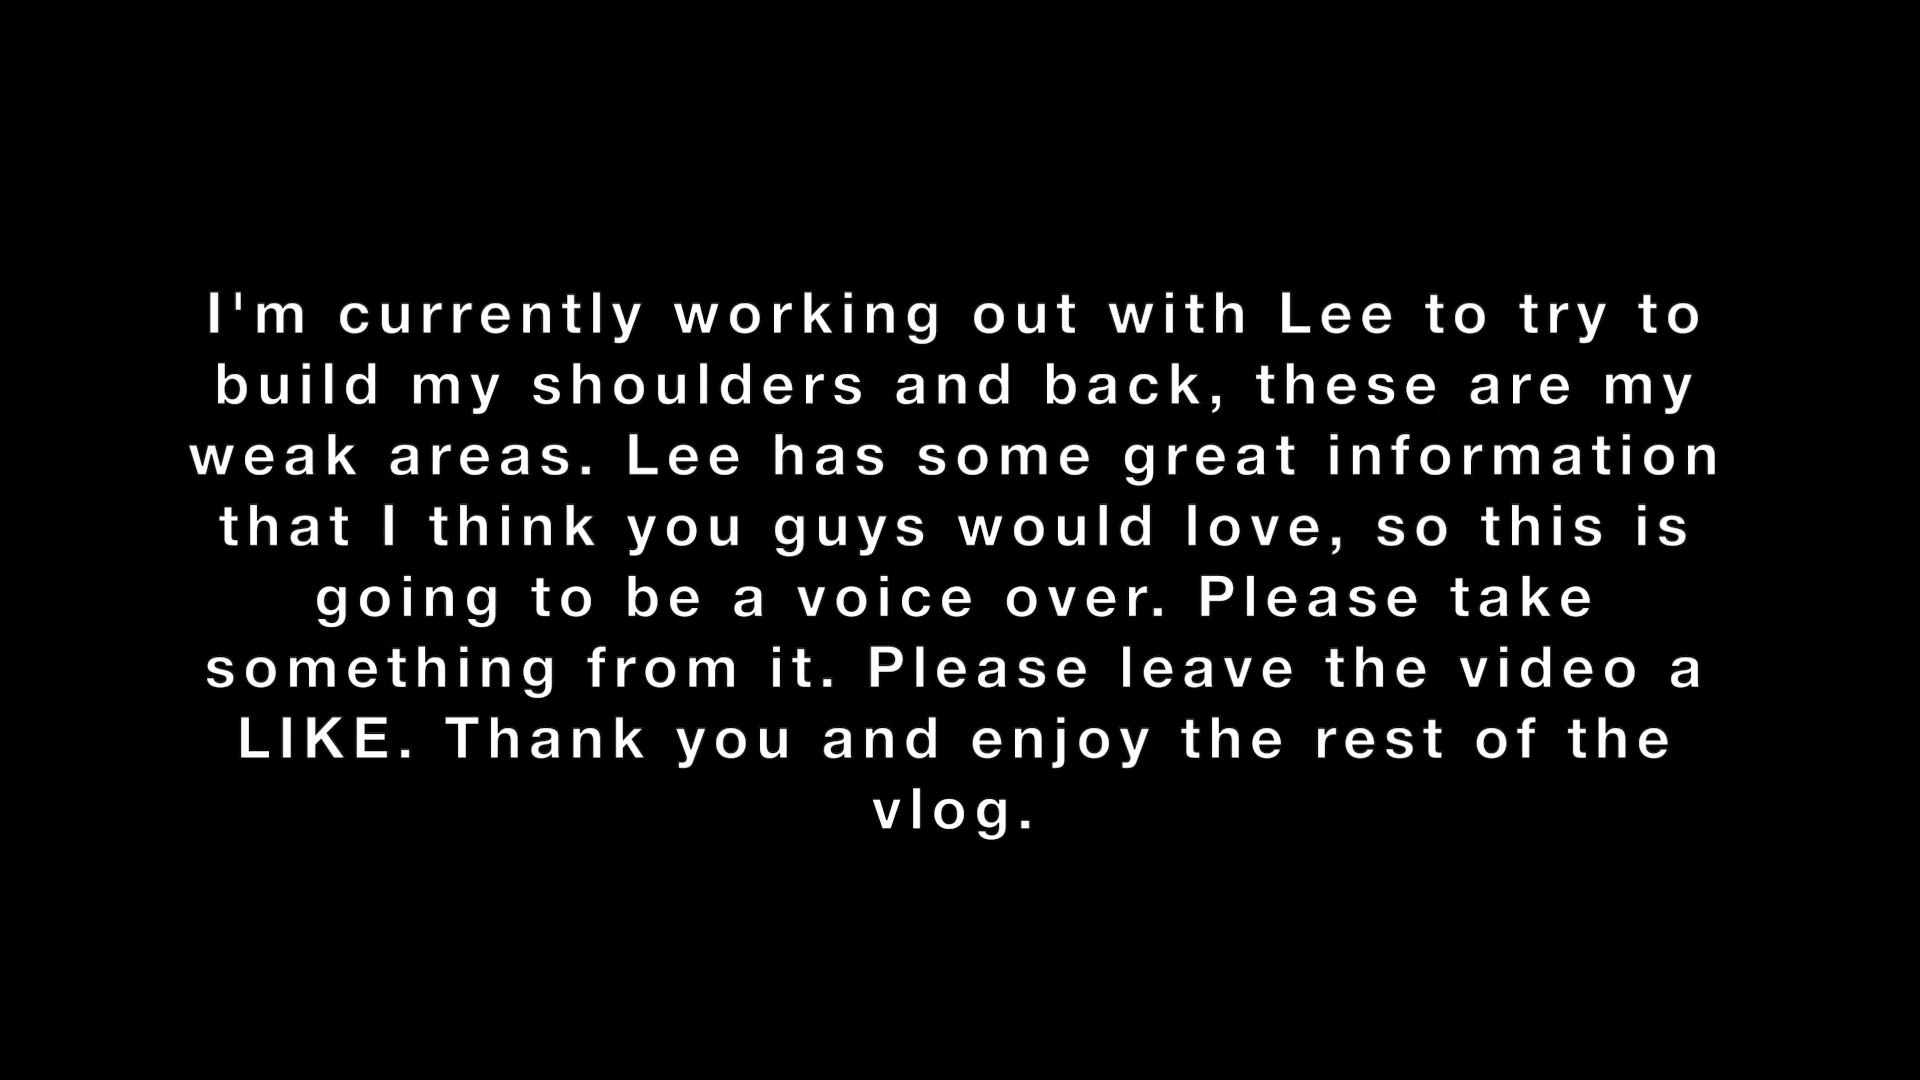 I'm currently working out with Lee to try to
build my shoulders and back, these are my
weak areas. Lee has some great information
that I think you guys would love, so this is
going to be a voice over. Please take
something from it. Please leave the video a
LIKE. Thank you and enjoy the rest of the
vlog.